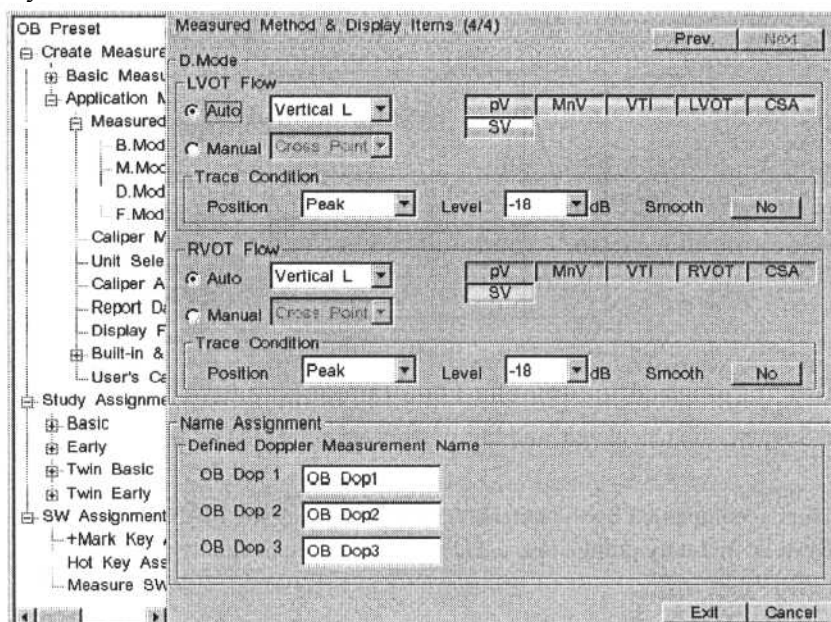 OB Preset
Create Measure
Basic Measu
Application M
Measured
B.Mod
M.Mod
D.Mod
F.Mod
Caliper M
Unit Sele
Caliper A
Report Da
Display F
Built-in &
User's Ca
Study Assignme
Basic
Early
Twin Basic
Twin Early
SW Assignment
+Mark Key A
Hot Key Ass
Measure SW
Measured Method & Display Items (4/4)
Prev. Next
D.Mode
LVOT Flow
Auto Vertical L pV MnV VTI LVOT CSA
SV
Manual Cross Point
Trace Condition
Position Peak Level -18 dB Smooth No
RVOT Flow
Auto Vertical L pV MnV VTI RVOT CSA
SV
Manual Cross Point
Trace Condition
Position Peak Level -18 dB Smooth No
Name Assignment
Defined Doppler Measurement Name
OB Dop 1 OB Dop1
OB Dop 2 OB Dop2
OB Dop 3 OB Dop3
Exit Cancel